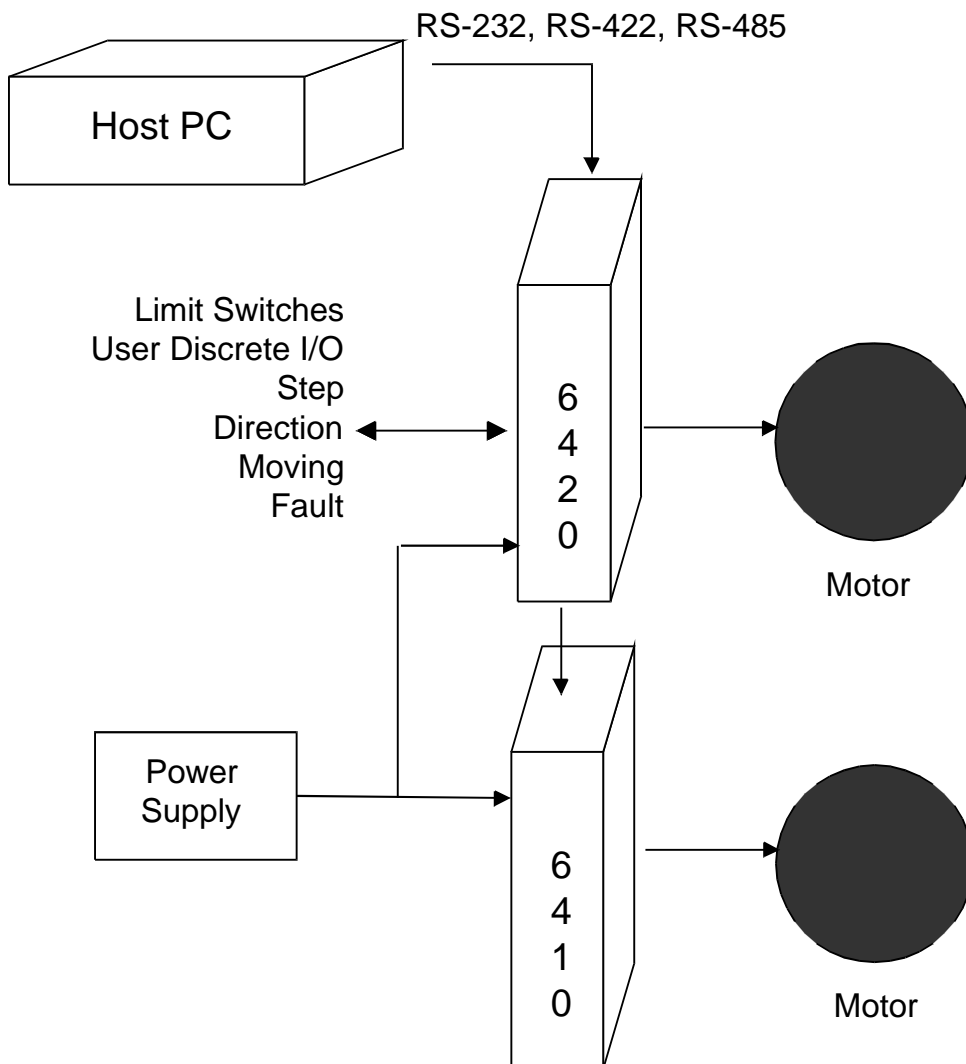 RS-232, RS-422, RS-485
Host PC
Limit Switches
User Discrete I/O
Step
Direction
Moving
Fault
6
4
2
0
Motor
Power
Supply
6
4
1
0
Motor